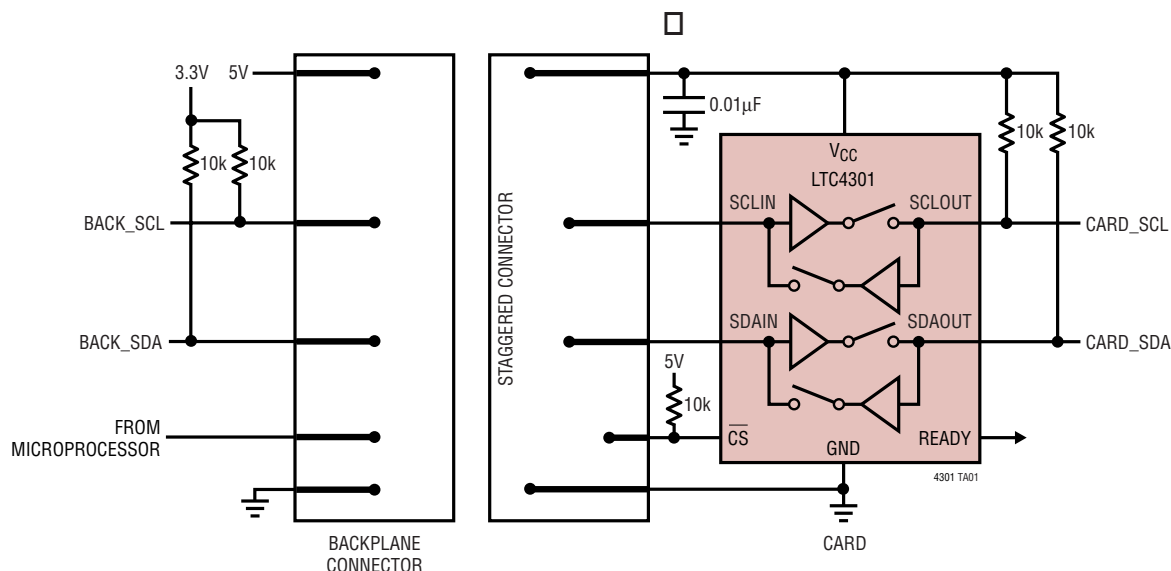 3.3V
5V
10k
10k
BACK_SCL
BACK_SDA
FROM
MICROPROCESSOR
BACKPLANE
CONNECTOR
STAGGERED CONNECTOR
0.01µF
10k
10k
VCC
LTC4301
SCLIN
SCLOUT
CARD_SCL
SDAIN
SDAOUT
CARD_SDA
5V
10k
CS
GND
READY
4301 TA01
CARD